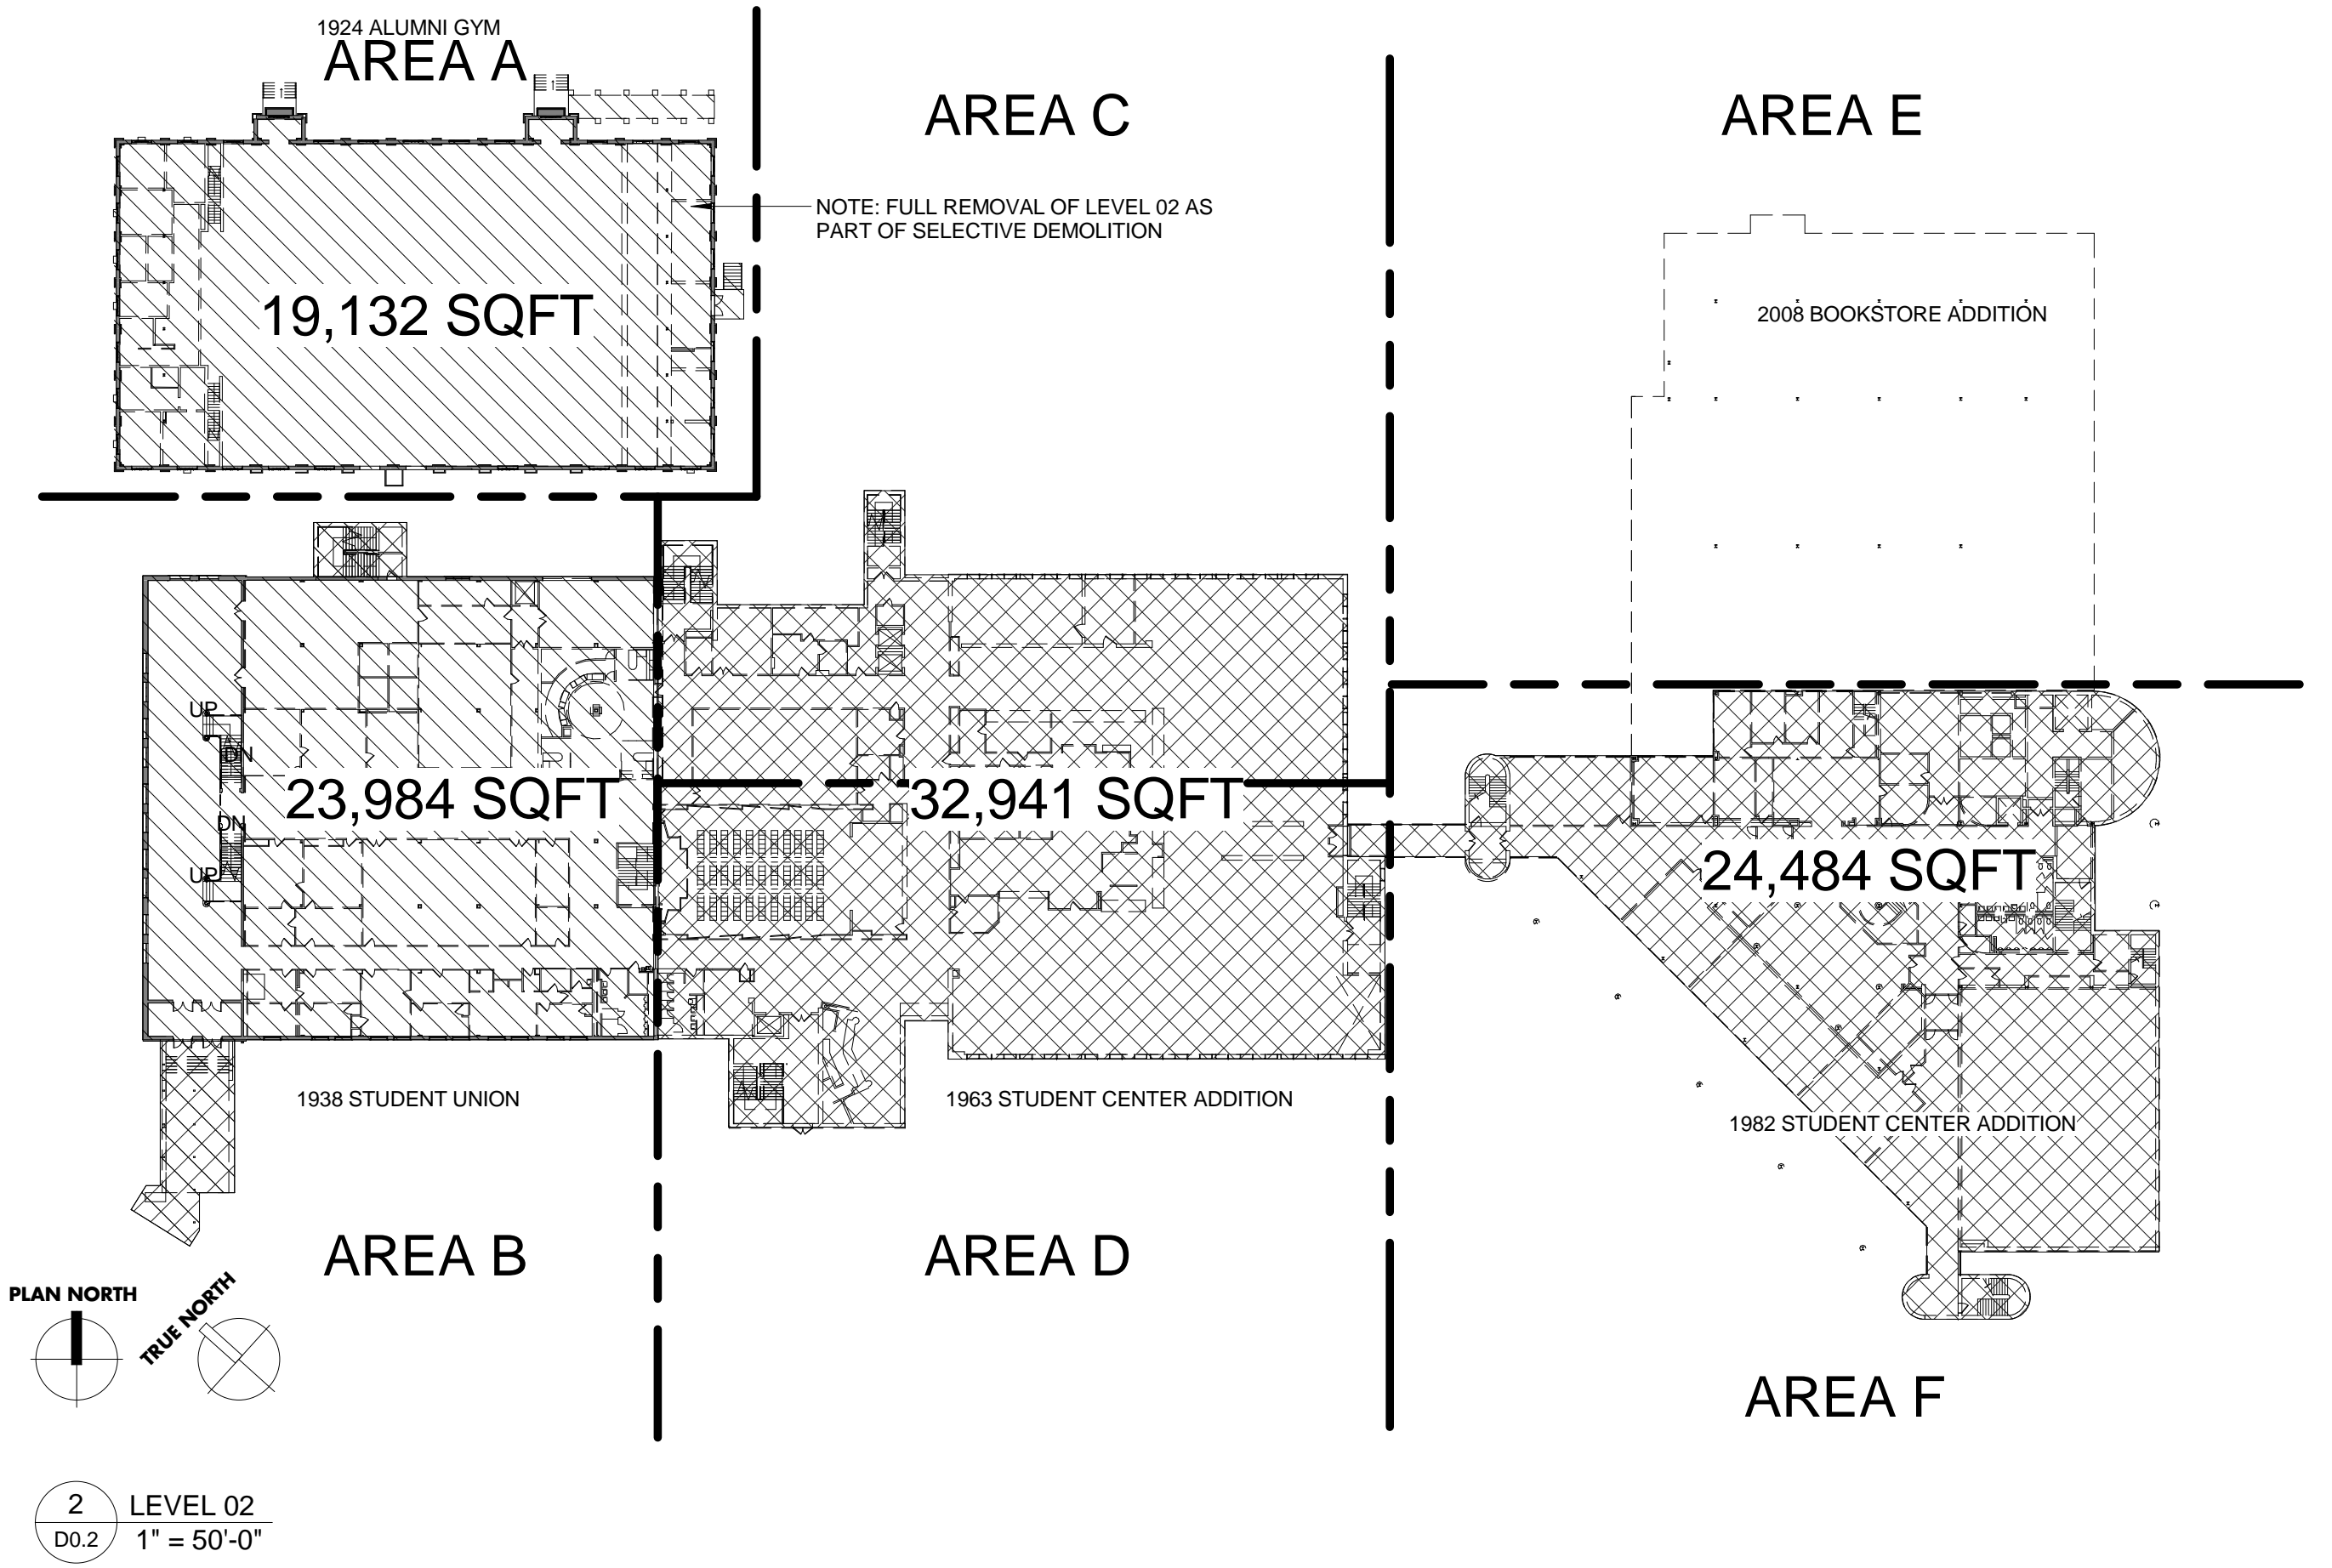 1924 ALUMNI GYM
AREA A
AREA C
AREA E
NOTE: FULL REMOVAL OF LEVEL 02 AS
PART OF SELECTIVE DEMOLITION
19,132 SQFT
2008 BOOKSTORE ADDITION
UP
DN
23,984 SQFT
32,941 SQFT
DN
UP
24,484 SQFT
1938 STUDENT UNION
1963 STUDENT CENTER ADDITION
1982 STUDENT CENTER ADDITION
AREA B
AREA D
PLAN NORTH
TRUE NORTH
AREA F
2
LEVEL 02
D0.2
1" = 50'-0"